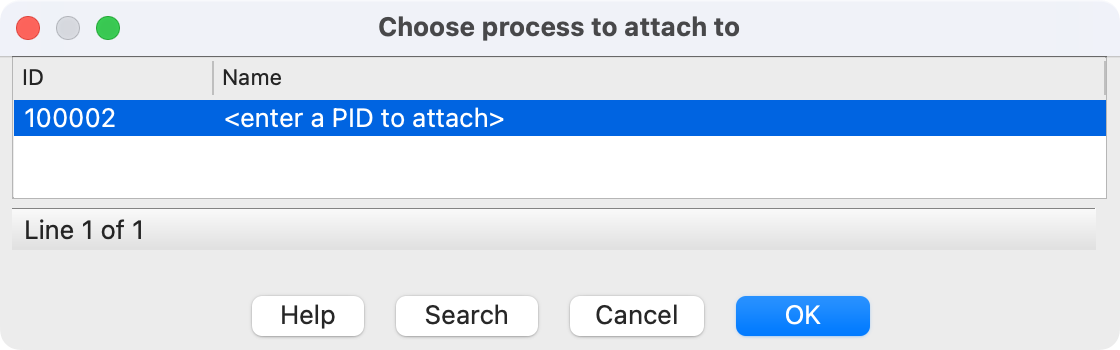 Choose process to attach to
ID Name
100002 <enter a PID to attach>
Line 1 of 1
Help Search Cancel OK